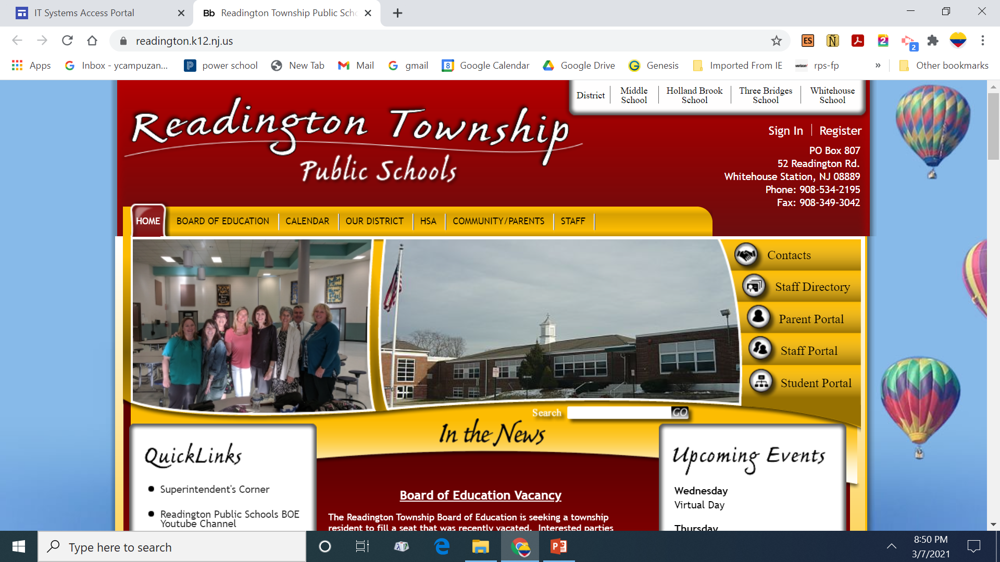 IT Systems Access Portal
Bb Readington Township Public Scho
readington.k12.nj.us
ES Ñ 2 2
Apps
Inbox - ycampuzan...
power school
New Tab
Mail
gmail
8 Google Calendar
Google Drive
Genesis
Imported From IE
rps-fp
»
Other bookmarks
District
Middle
School
Holland Brook
School
Three Bridges
School
Whitehouse
School
Readington Township
Public Schools
Sign In
Register
PO Box 807
52 Readington Rd.
Whitehouse Station, NJ 08889
Phone: 908-534-2195
Fax: 908-349-3042
HOME
BOARD OF EDUCATION
CALENDAR
OUR DISTRICT
HSA
COMMUNITY/PARENTS
STAFF
Contacts
Staff Directory
Parent Portal
Staff Portal
Student Portal
Search
GO
In the News
QuickLinks
Superintendent's Corner
Readington Public Schools BOE
Youtube Channel
Board of Education Vacancy
The Readington Township Board of Education is seeking a township
resident to fill a seat that was recently vacated. Interested parties
Upcoming Events
Wednesday
Virtual Day
Thursday
Type here to search
8:50 PM
3/7/2021